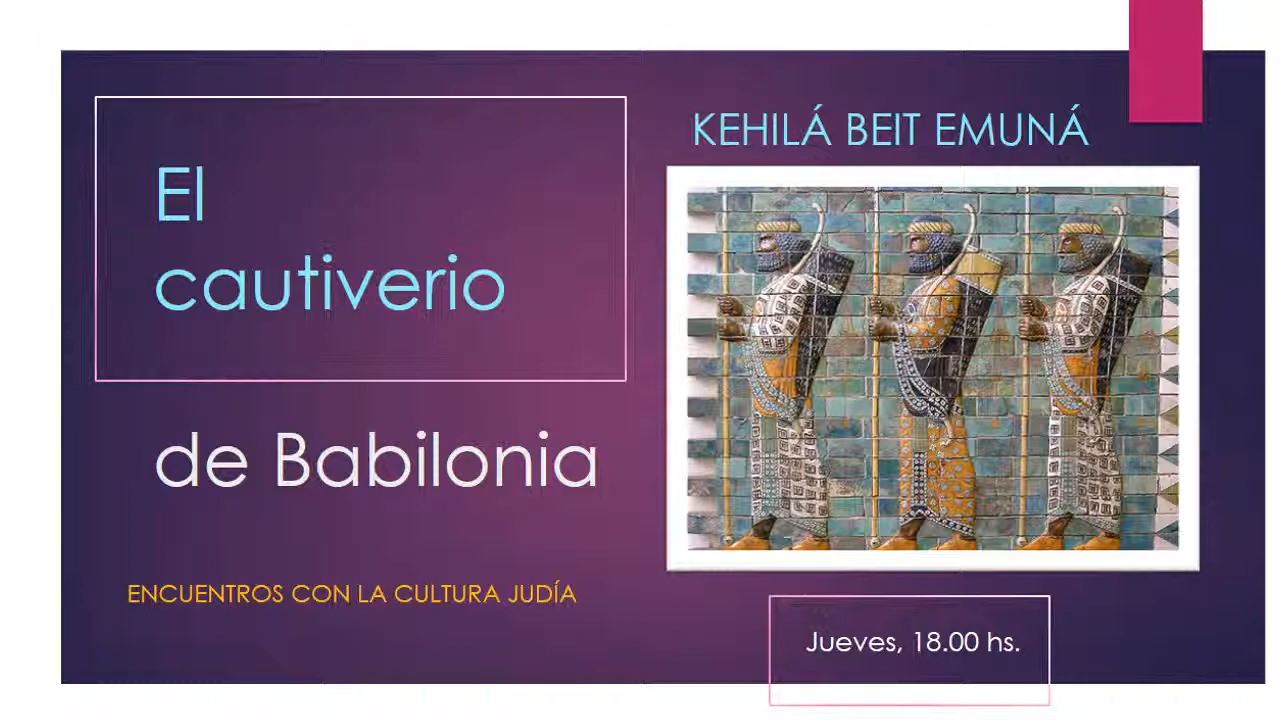 El
cautiverio
de Babilonia
ENCUENTROS CON LA CULTURA JUDÍA
KEHILÁ BEIT EMUNÁ
Jueves, 18.00 hs.